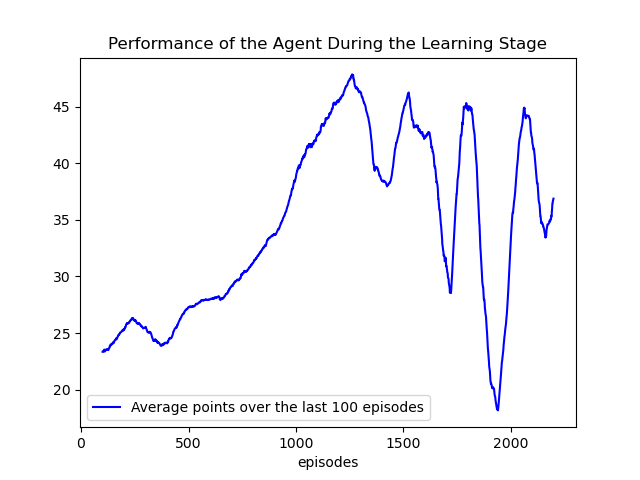 Performance of the Agent During the Learning Stage
45
40
35
30
25
20
Average points over the last 100 episodes
0 500 1000 1500 2000
episodes